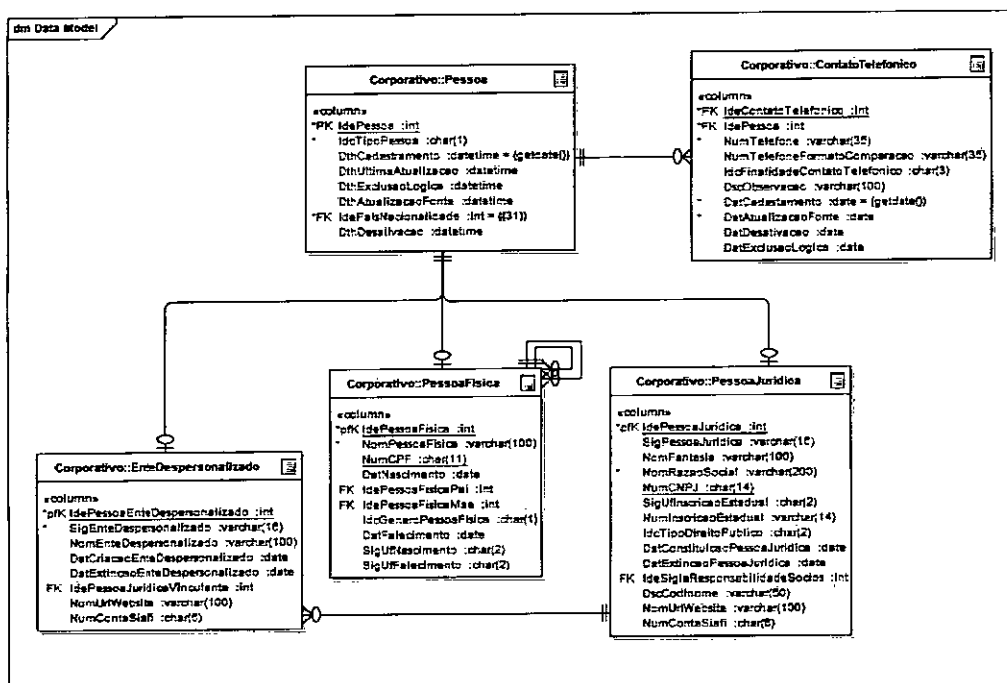 dm Data Model
Corporativo::Pessoa
«column»
*PK IdePessoa :int
* IdcTipoPessoa :char(1)
DthCadastramento :datetime = (getdate())
DthUltimaAtualizacao :datetime
DthExclusaoLogica :datetime
DthAtualizacaoFonte :datetime
*FK IdePaisNacionalidade :int = ((31))
DthDesativacao :datetime
Corporativo::ContatoTelefonico
«column»
*PK IdeContatoTelefonico :int
*FK IdePessoa :int
* NumTelefone :varchar(35)
NumTelefoneFormatoComparacao :varchar(35)
IdcFinalidadeContatoTelefonico :char(3)
DscObservacao :varchar(100)
* DatCadastamento :date = (getdate())
* DatAtualizacaoFonte :date
DatDesativacao :date
DatExclusaoLogica :date
Corporativo::EnteDespersonalizado
«column»
*pfK IdePessoaEnteDespersonalizado :int
* SigEnteDespersonalizado :varchar(16)
NomEnteDespersonalizado :varchar(100)
DatCriacaoEnteDespersonalizado :date
DatExtincaoEnteDespersonalizado :date
FK IdePessoaJuridicaVinculante :int
NomUrlWebsite :varchar(100)
NumContaSiafi :char(6)
Corporativo::PessoaFisica
«column»
*pfK IdePessoaFisica :int
* NomPessoaFisica :varchar(100)
NumCPF :char(11)
DatNascimento :date
FK IdePessoaFisicaPai :int
FK IdePessoaFisicaMae :int
IdcGeneroPessoaFisica :char(1)
DatFalecimento :date
SigUfNascimento :char(2)
SigUfFalecimento :char(2)
Corporativo::PessoaJuridica
«column»
*pfK IdePessoaJuridica :int
SigPessoaJuridica :varchar(16)
NomFantasia :varchar(100)
* NomRazaoSocial :varchar(200)
NumCNPJ :char(14)
SigUfInscricaoEstadual :char(2)
NumInscricaoEstadual :varchar(14)
IdcTipoDireitoPublico :char(2)
DatConstituicaoPessoaJuridica :date
DatExtincaoPessoaJuridica :date
FK IdeSiglaResponsabilidadeSocios :int
DscCodinome :varchar(50)
NomUrlWebsite :varchar(100)
NumContaSiafi :char(6)